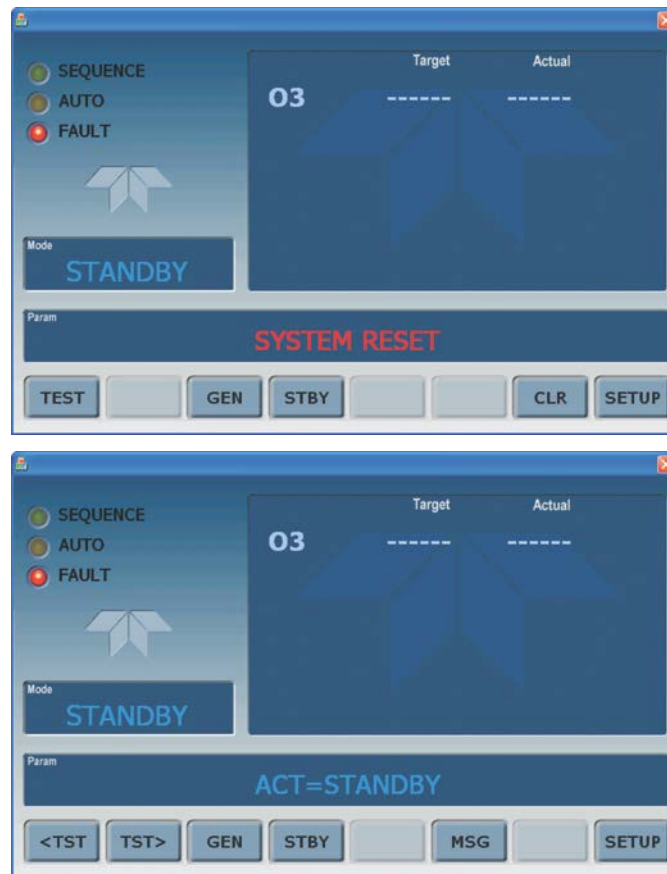 Target Actual
SEQUENCE
O3 ------ ------
AUTO
FAULT
Mode
STANDBY
Param
SYSTEM RESET
TEST GEN STBY CLR SETUP
Target Actual
SEQUENCE
O3 ------ ------
AUTO
FAULT
Mode
STANDBY
Param
ACT=STANDBY
<TST TST> GEN STBY MSG SETUP